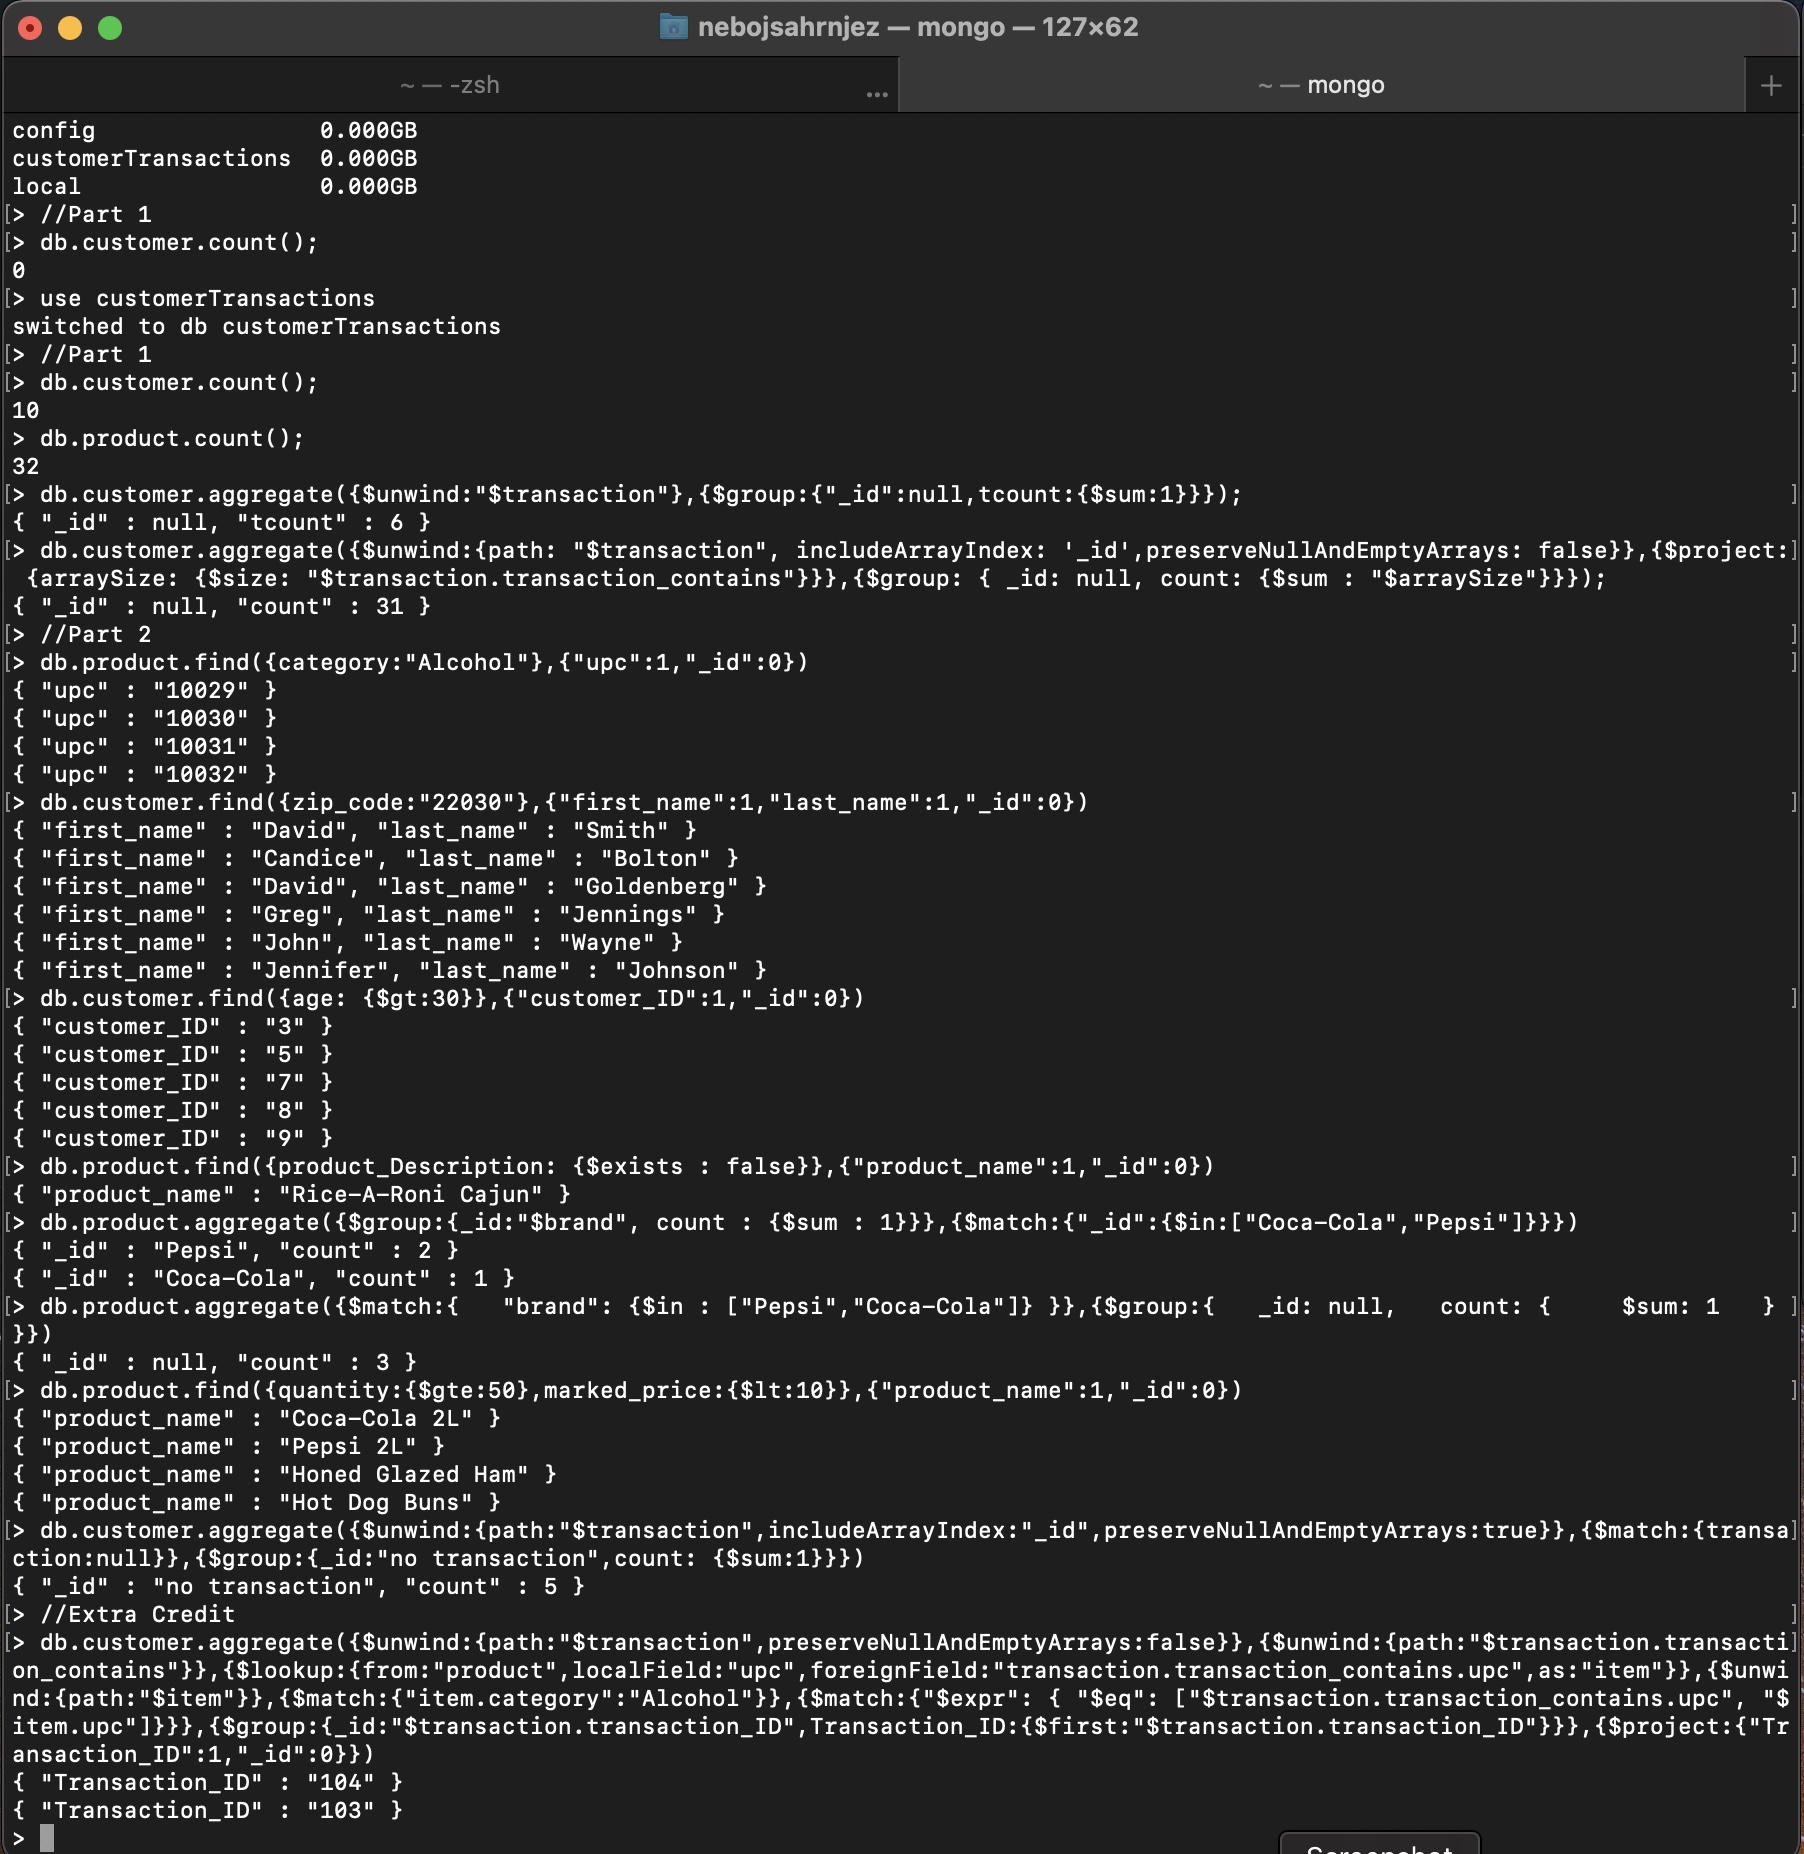 nebojsahrnjez — mongo — 127×62
~ — -zsh ...
~ — mongo +
config                0.000GB
customerTransactions  0.000GB
local                 0.000GB
[> //Part 1 ]
[> db.customer.count(); ]
0
[> use customerTransactions ]
switched to db customerTransactions
[> //Part 1 ]
[> db.customer.count(); ]
10
> db.product.count();
32
[> db.customer.aggregate({$unwind:"$transaction"},{$group:{"_id":null,tcount:{$sum:1}}}); ]
{ "_id" : null, "tcount" : 6 }
[> db.customer.aggregate({$unwind:{path: "$transaction", includeArrayIndex: '_id',preserveNullAndEmptyArrays: false}},{$project:]
 {arraySize: {$size: "$transaction.transaction_contains"}}},{$group: { _id: null, count: {$sum : "$arraySize"}}});
{ "_id" : null, "count" : 31 }
[> //Part 2 ]
[> db.product.find({category:"Alcohol"},{"upc":1,"_id":0}) ]
{ "upc" : "10029" }
{ "upc" : "10030" }
{ "upc" : "10031" }
{ "upc" : "10032" }
[> db.customer.find({zip_code:"22030"},{"first_name":1,"last_name":1,"_id":0}) ]
{ "first_name" : "David", "last_name" : "Smith" }
{ "first_name" : "Candice", "last_name" : "Bolton" }
{ "first_name" : "David", "last_name" : "Goldenberg" }
{ "first_name" : "Greg", "last_name" : "Jennings" }
{ "first_name" : "John", "last_name" : "Wayne" }
{ "first_name" : "Jennifer", "last_name" : "Johnson" }
[> db.customer.find({age: {$gt:30}},{"customer_ID":1,"_id":0}) ]
{ "customer_ID" : "3" }
{ "customer_ID" : "5" }
{ "customer_ID" : "7" }
{ "customer_ID" : "8" }
{ "customer_ID" : "9" }
[> db.product.find({product_Description: {$exists : false}},{"product_name":1,"_id":0}) ]
{ "product_name" : "Rice-A-Roni Cajun" }
[> db.product.aggregate({$group:{_id:"$brand", count : {$sum : 1}}},{$match:{"_id":{$in:["Coca-Cola","Pepsi"]}}}) ]
{ "_id" : "Pepsi", "count" : 2 }
{ "_id" : "Coca-Cola", "count" : 1 }
[> db.product.aggregate({$match:{   "brand": {$in : ["Pepsi","Coca-Cola"]} }},{$group:{   _id: null,   count: {     $sum: 1   } ]
}})
{ "_id" : null, "count" : 3 }
[> db.product.find({quantity:{$gte:50},marked_price:{$lt:10}},{"product_name":1,"_id":0}) ]
{ "product_name" : "Coca-Cola 2L" }
{ "product_name" : "Pepsi 2L" }
{ "product_name" : "Honed Glazed Ham" }
{ "product_name" : "Hot Dog Buns" }
[> db.customer.aggregate({$unwind:{path:"$transaction",includeArrayIndex:"_id",preserveNullAndEmptyArrays:true}},{$match:{transa]
ction:null}},{$group:{_id:"no transaction",count: {$sum:1}}})
{ "_id" : "no transaction", "count" : 5 }
[> //Extra Credit ]
[> db.customer.aggregate({$unwind:{path:"$transaction",preserveNullAndEmptyArrays:false}},{$unwind:{path:"$transaction.transacti]
on_contains"}},{$lookup:{from:"product",localField:"upc",foreignField:"transaction.transaction_contains.upc",as:"item"}},{$unwi
nd:{path:"$item"}},{$match:{"item.category":"Alcohol"}},{$match:{"$expr": { "$eq": ["$transaction.transaction_contains.upc", "$
item.upc"]}}},{$group:{_id:"$transaction.transaction_ID",Transaction_ID:{$first:"$transaction.transaction_ID"}}},{$project:{"Tr
ansaction_ID":1,"_id":0}})
{ "Transaction_ID" : "104" }
{ "Transaction_ID" : "103" }
>
Screenshot